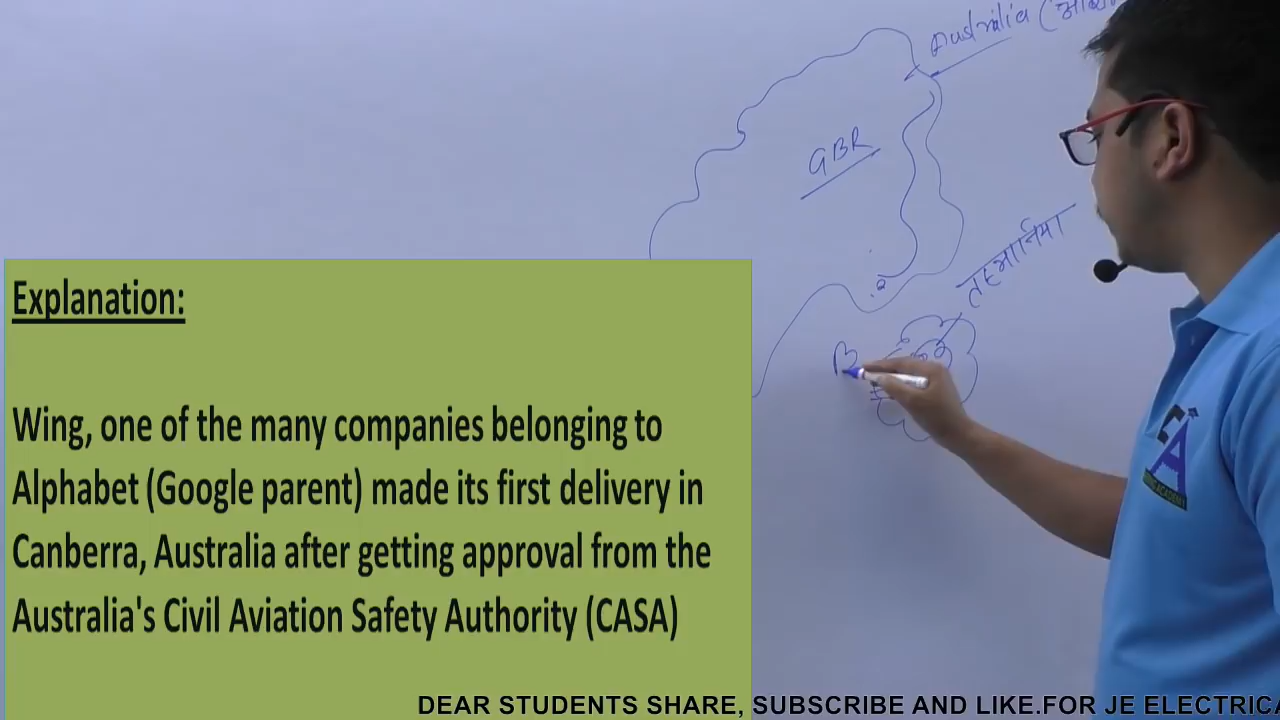 Australia
GBR
तस्मानिया
B
Explanation:
Wing, one of the many companies belonging to
Alphabet (Google parent) made its first delivery in
Canberra, Australia after getting approval from the
Australia's Civil Aviation Safety Authority (CASA)
DEAR STUDENTS SHARE, SUBSCRIBE AND LIKE.FOR JE ELECTRICA